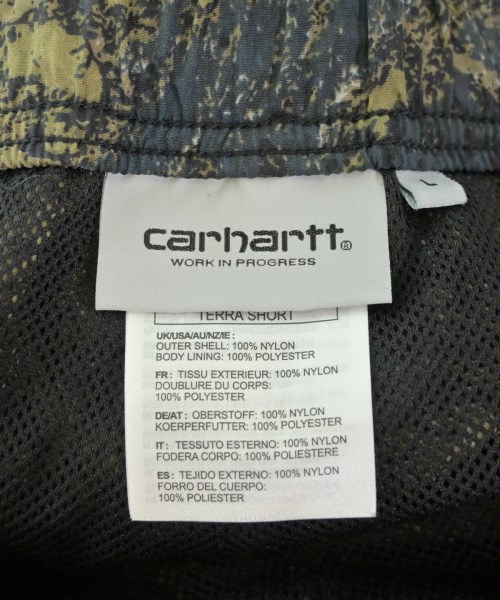 L
carhartt®
WORK IN PROGRESS
TERRA SHORT
UK/USA/AU/NZ/IE :
OUTER SHELL: 100% NYLON
BODY LINING: 100% POLYESTER
FR : TISSU EXTERIEUR: 100% NYLON
DOUBLURE DU CORPS:
100% POLYESTER
DE/AT : OBERSTOFF: 100% NYLON
KOERPERFUTTER: 100% POLYESTER
IT : TESSUTO ESTERNO: 100% NYLON
FODERA CORPO: 100% POLIESTERE
ES : TEJIDO EXTERNO: 100% NYLON
FORRO DEL CUERPO:
100% POLIESTER